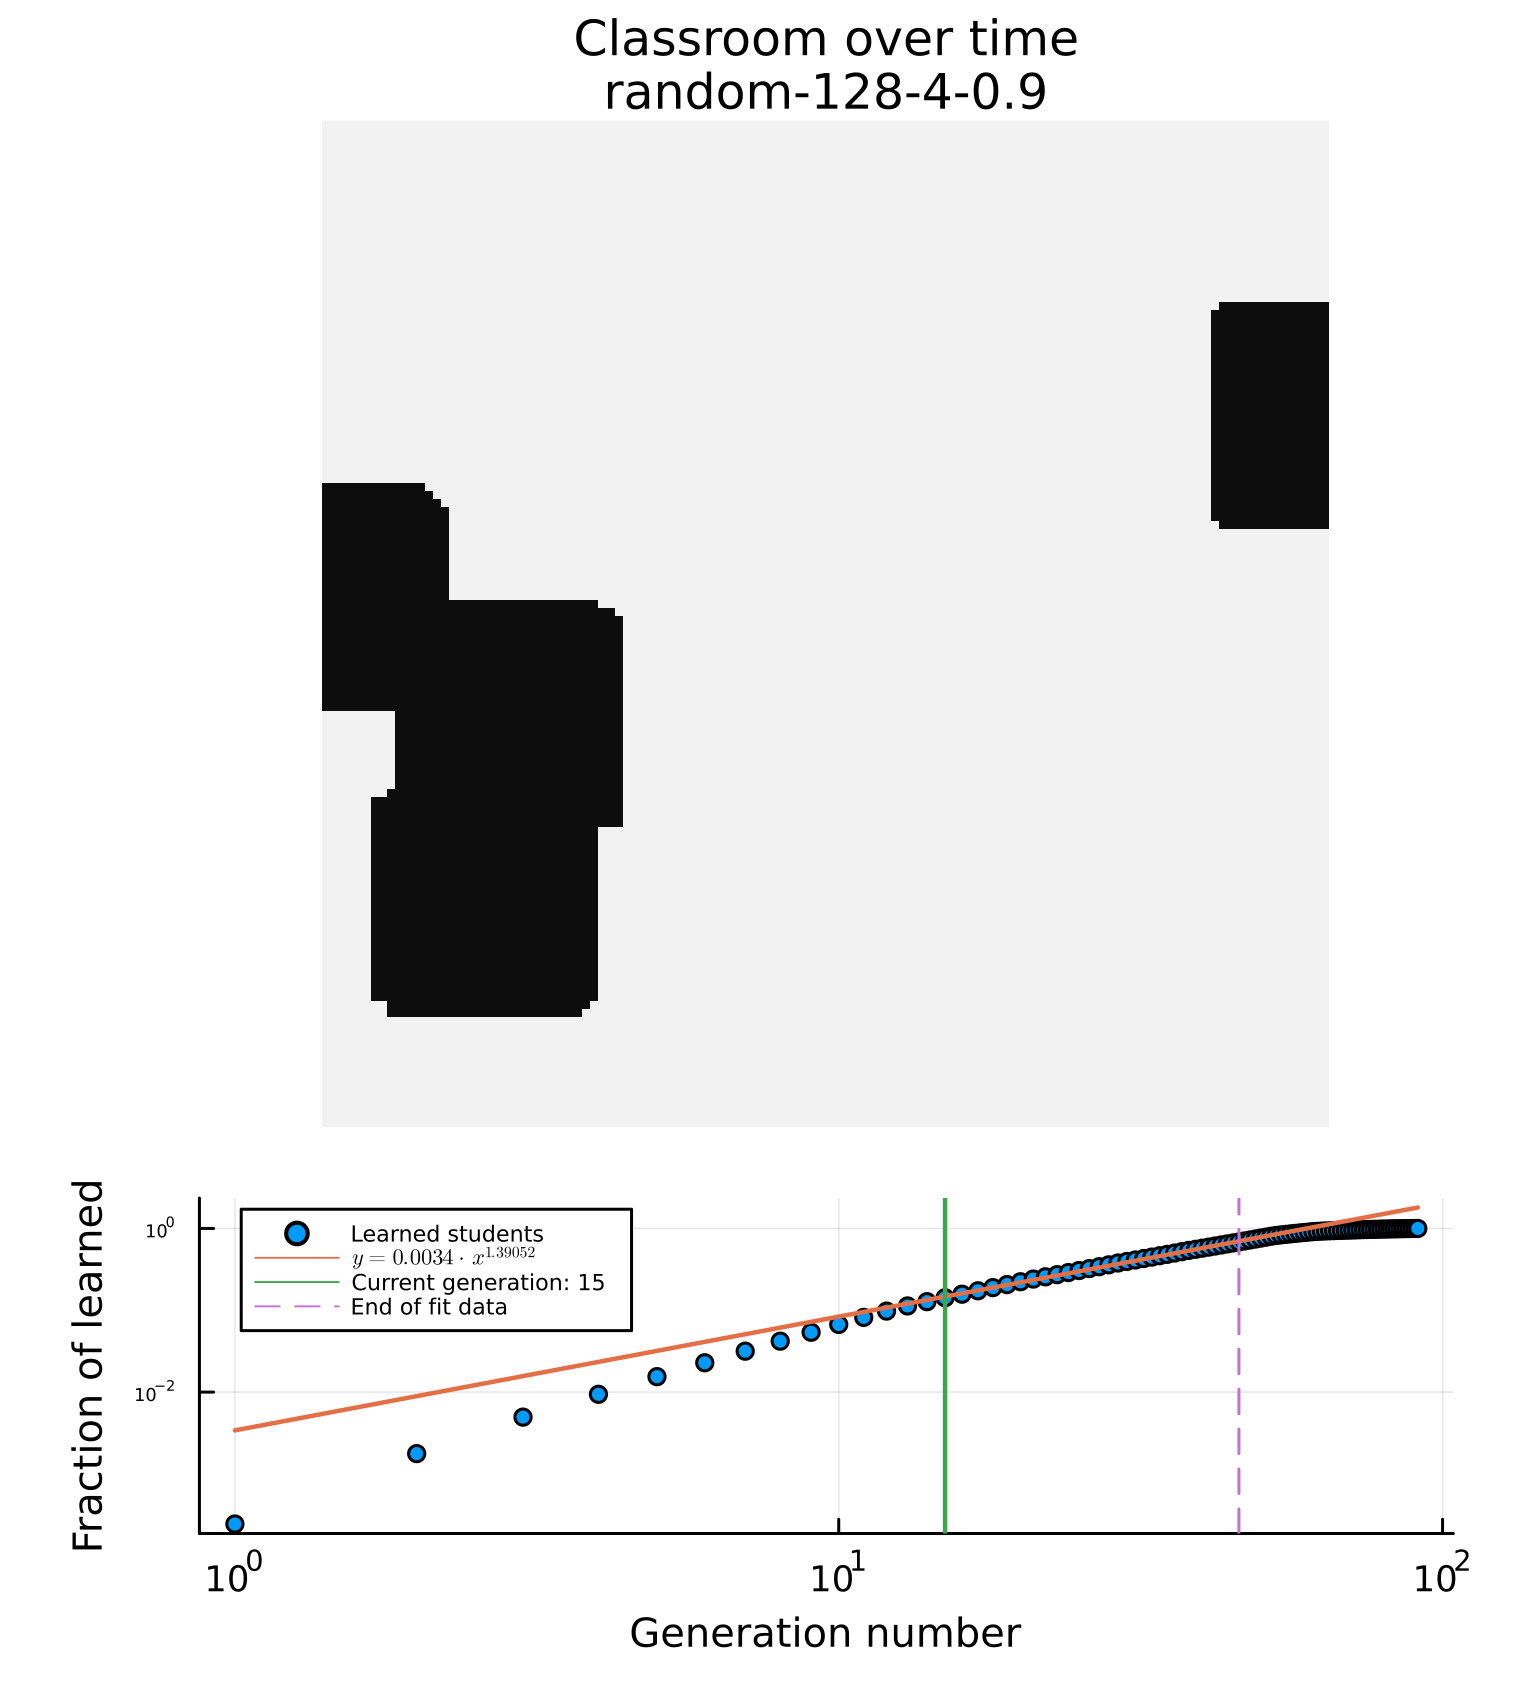 Classroom over time
random-128-4-0.9
Fraction of learned
10^0
10^-2
Learned students
y = 0.0034 · x^1.39052
Current generation: 15
End of fit data
10^0
10^1
10^2
Generation number